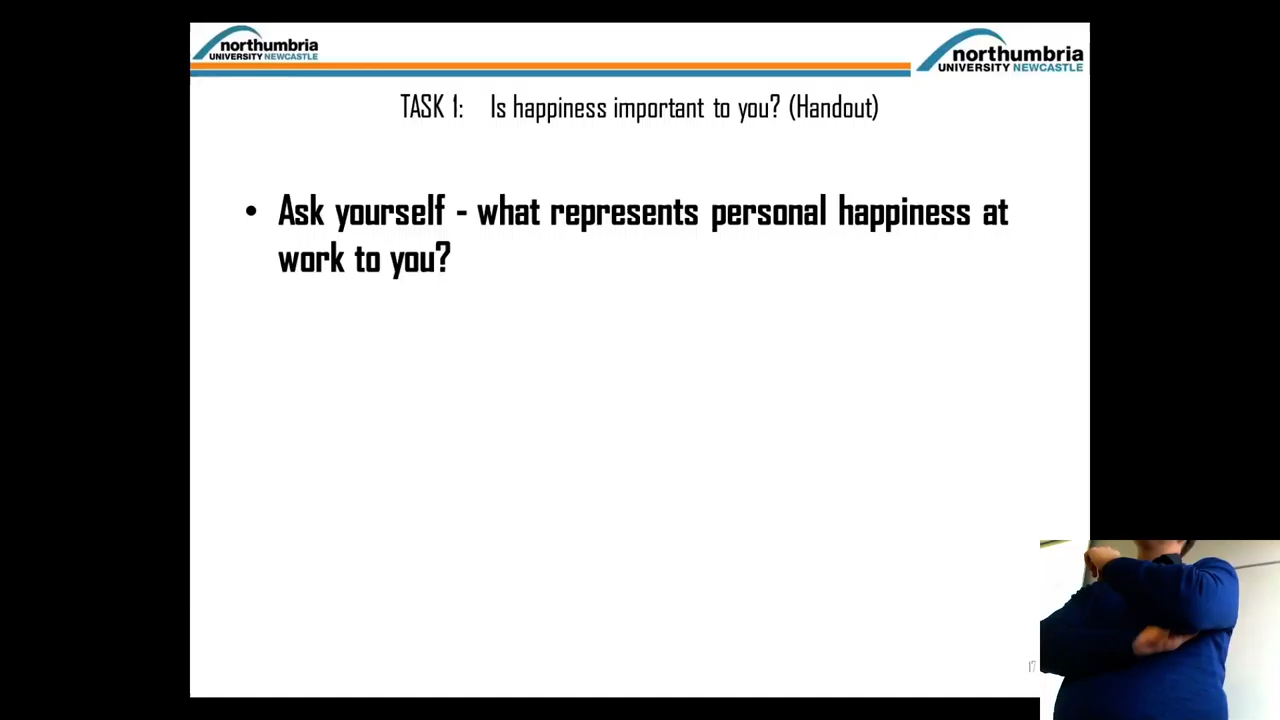 northumbria
UNIVERSITY NEWCASTLE
northumbria
UNIVERSITY NEWCASTLE
TASK 1: Is happiness important to you? (Handout)
• Ask yourself - what represents personal happiness at
work to you?
17